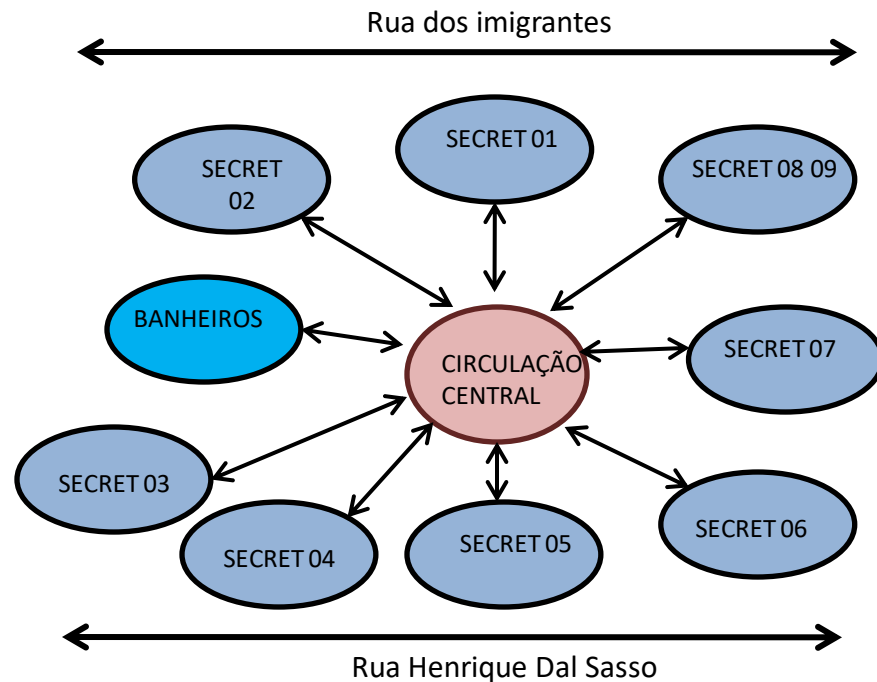 Rua dos imigrantes
SECRET 01
SECRET
02
SECRET 08 09
BANHEIROS
SECRET 07
CIRCULAÇÃO
CENTRAL
SECRET 03
SECRET 04
SECRET 05
SECRET 06
Rua Henrique Dal Sasso